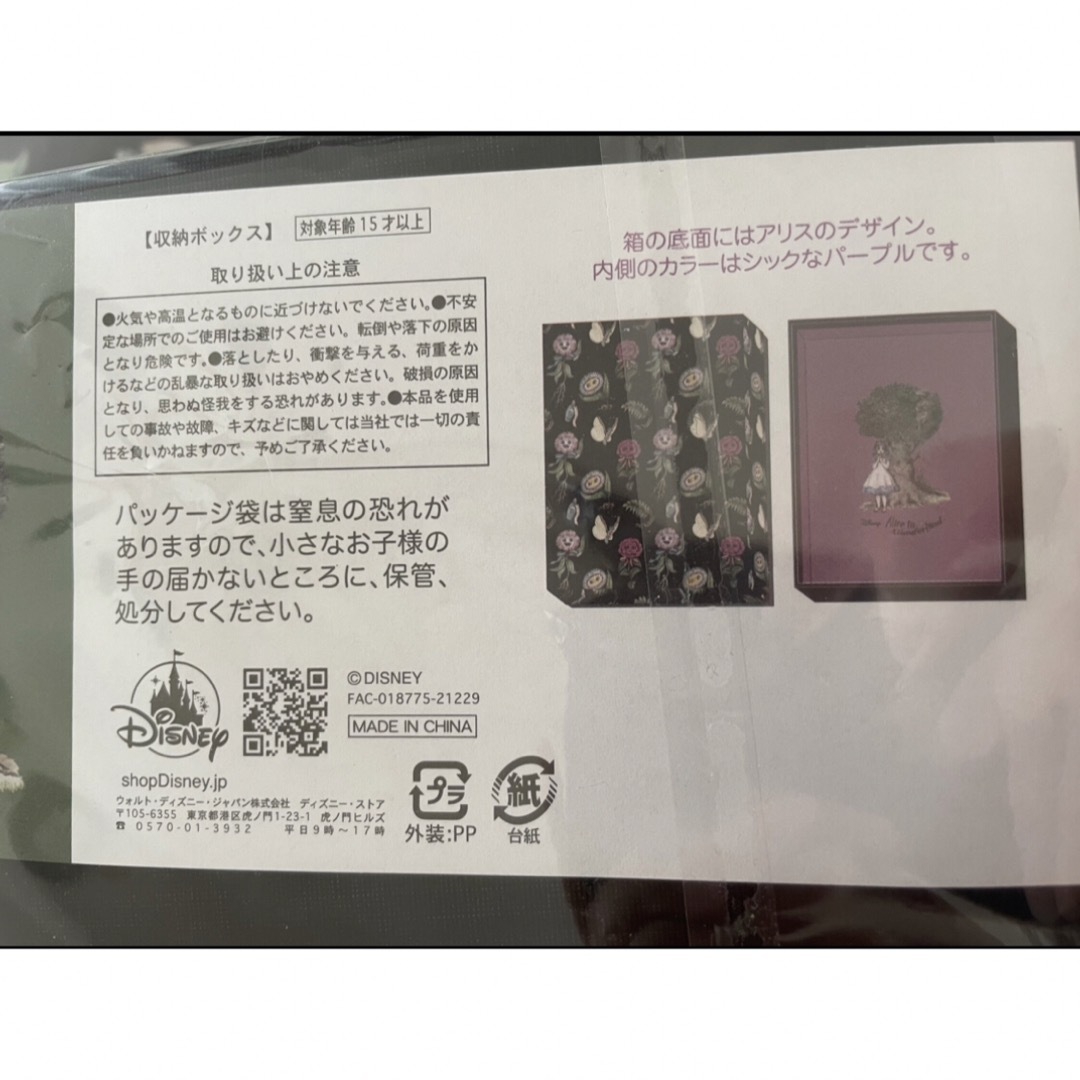 【収納ボックス】 対象年齢15才以上
取り扱い上の注意
●火気や高温となるものに近づけないでください。●不安
定な場所でのご使用はお避けください。転倒や落下の原因
となり危険です。●落としたり、衝撃を与える、荷重をか
けるなどの乱暴な取り扱いはおやめください。破損の原因
となり、思わぬ怪我をする恐れがあります。●本品を使用
しての事故や故障、キズなどに関しては当社では一切の責
任を負いかねますので、予めご了承ください。
パッケージ袋は窒息の恐れが
ありますので、小さなお子様の
手の届かないところに、保管、
処分してください。
DISNEY
shopDisney.jp
ウォルト・ディズニー・ジャパン株式会社 ディズニー・ストア
〒105-6355 東京都港区虎ノ門1-23-1 虎ノ門ヒルズ
☎ 0570-01-3932 平日9時〜17時
©DISNEY
FAC-018775-21229
MADE IN CHINA
プラ
外装:PP
紙
台紙
箱の底面にはアリスのデザイン。
内側のカラーはシックなパープルです。
Disney Alice in
Wonderland